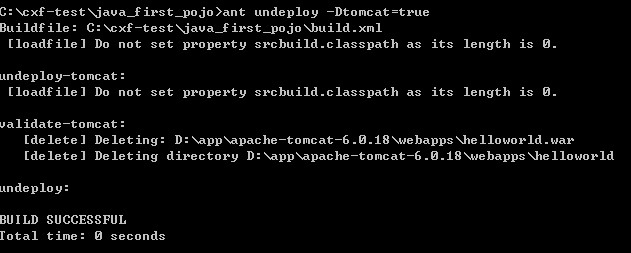 C:\cxf-test\java_first_pojo>ant undeploy -Dtomcat=true
Buildfile: C:\cxf-test\java_first_pojo\build.xml
 [loadfile] Do not set property srcbuild.classpath as its length is 0.
undeploy-tomcat:
 [loadfile] Do not set property srcbuild.classpath as its length is 0.
validate-tomcat:
   [delete] Deleting: D:\app\apache-tomcat-6.0.18\webapps\helloworld.war
   [delete] Deleting directory D:\app\apache-tomcat-6.0.18\webapps\helloworld
undeploy:
BUILD SUCCESSFUL
Total time: 0 seconds